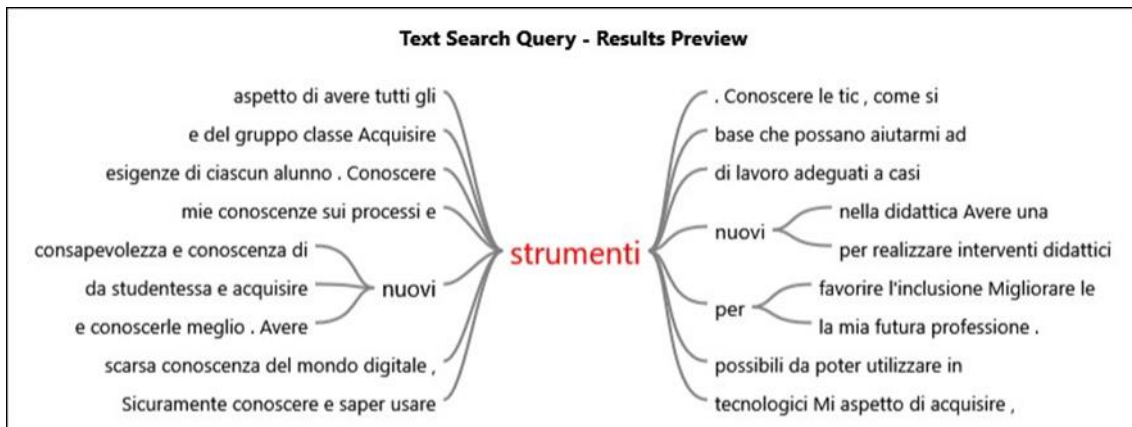 Text Search Query - Results Preview
aspetto di avere tutti gli
e del gruppo classe Acquisire
esigenze di ciascun alunno . Conoscere
mie conoscenze sui processi e
consapevolezza e conoscenza di
da studentessa e acquisire
e conoscerle meglio . Avere
nuovi
scarsa conoscenza del mondo digitale ,
Sicuramente conoscere e saper usare
strumenti
. Conoscere le tic , come si
base che possano aiutarmi ad
di lavoro adeguati a casi
nuovi
nella didattica Avere una
per realizzare interventi didattici
per
favorire l'inclusione Migliorare le
la mia futura professione .
possibili da poter utilizzare in
tecnologici Mi aspetto di acquisire ,